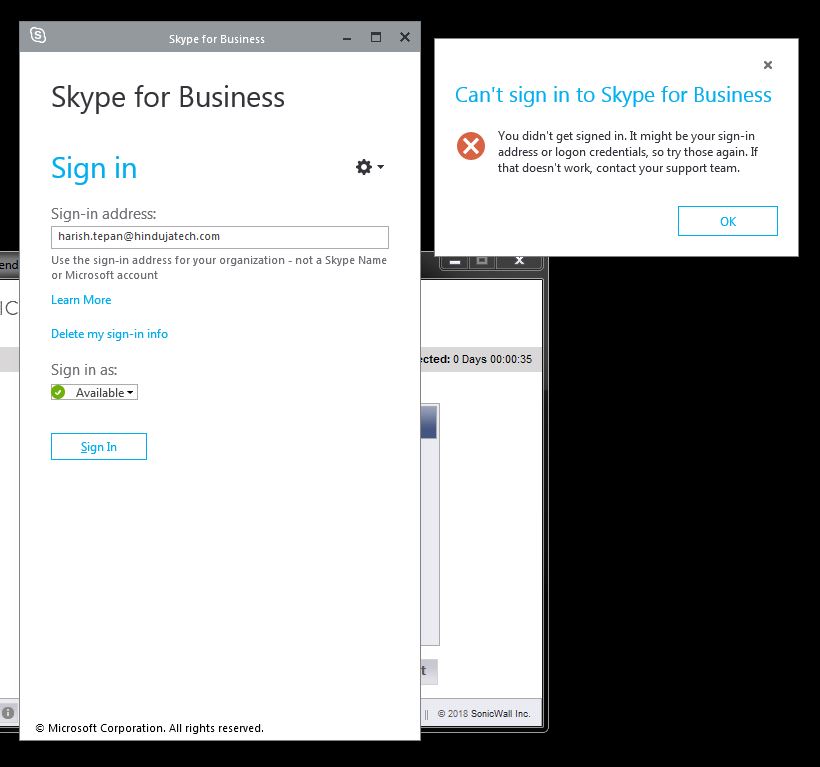 Skype for Business
Skype for Business
Sign in
Sign-in address:
harish.tepan@hindujatech.com
Use the sign-in address for your organization - not a Skype Name
or Microsoft account
Learn More
Delete my sign-in info
Sign in as:
Available
Sign In
© Microsoft Corporation. All rights reserved.
Can't sign in to Skype for Business
You didn't get signed in. It might be your sign-in
address or logon credentials, so try those again. If
that doesn't work, contact your support team.
OK
end
ected: 0 Days 00:00:35
t
|| © 2018 SonicWall Inc.